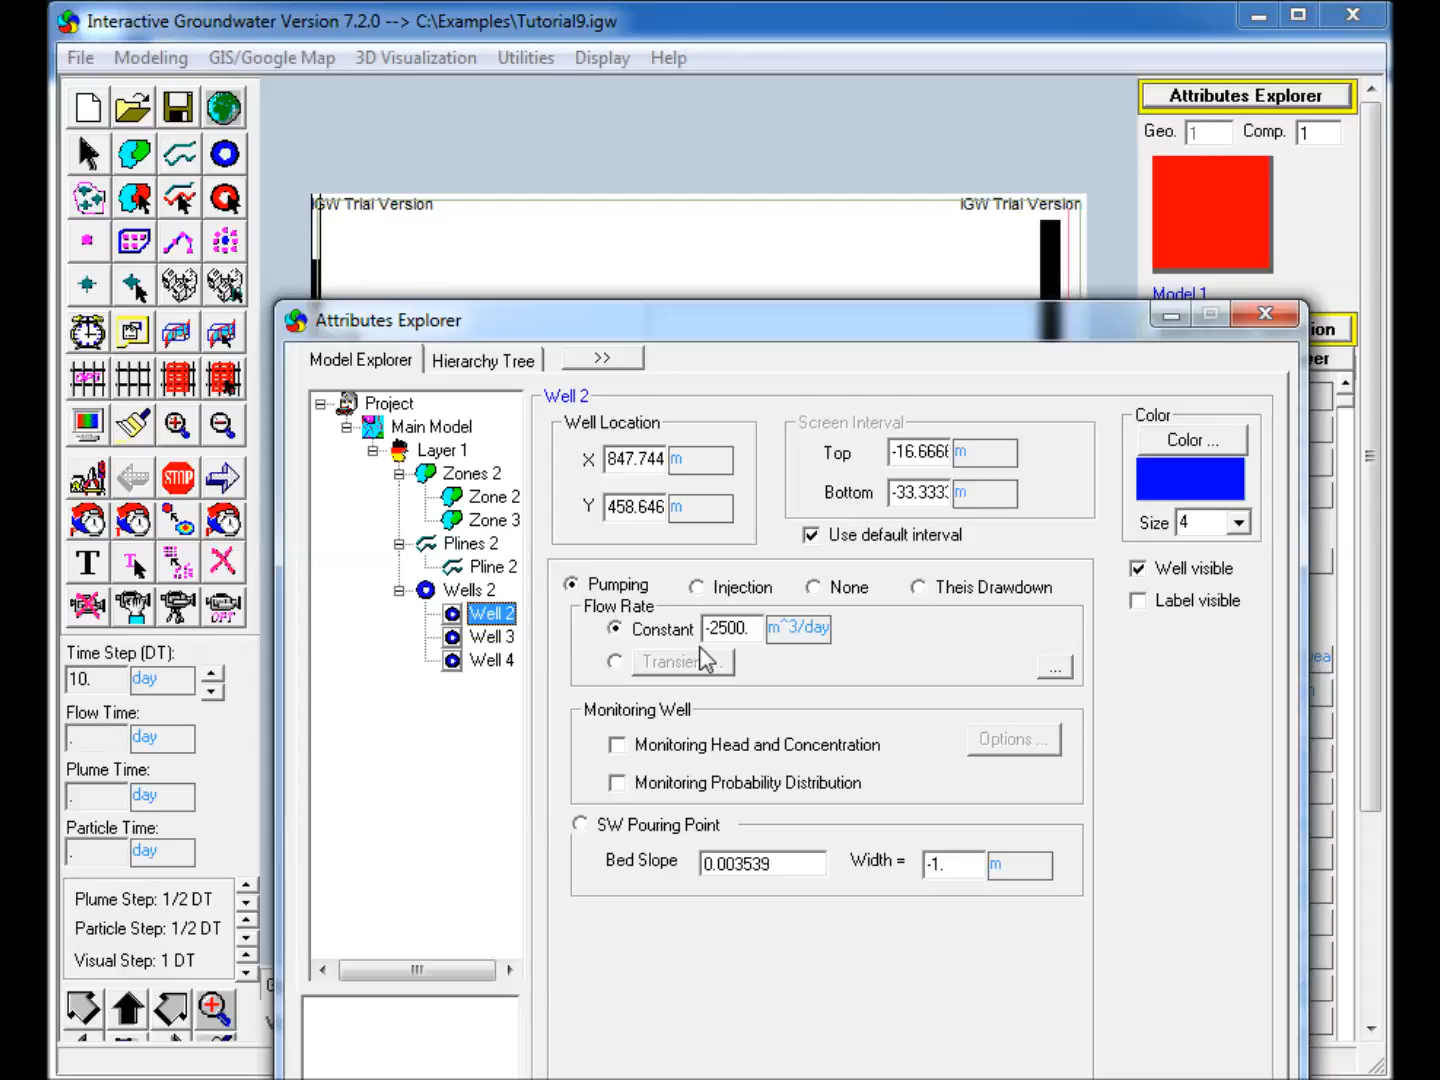 Interactive Groundwater Version 7.2.0 --> C:\Examples\Tutorial9.igw
File Modeling GIS/Google Map 3D Visualization Utilities Display Help
Attributes Explorer
Geo. 1 Comp. 1
IGW Trial Version IGW Trial Version
Model 1
Attributes Explorer
Model Explorer Hierarchy Tree >>
Project
Main Model
Layer 1
Zones 2
Zone 2
Zone 3
Plines 2
Pline 2
Wells 2
Well 2
Well 3
Well 4
Well 2
Well Location
X 847.744 m
Y 458.646 m
Screen Interval
Top -16.666 m
Bottom -33.333 m
Use default interval
Color
Color ...
Size 4
Well visible
Label visible
Pumping Injection None Theis Drawdown
Flow Rate
Constant -2500. m^3/day
...
Monitoring Well
Monitoring Head and Concentration Options ...
Monitoring Probability Distribution
SW Pouring Point
Bed Slope 0.003539 Width = -1. m
STOP
OPT
T
T
OPT
Time Step (DT):
10. day
Flow Time:
. day
Plume Time:
. day
Particle Time:
. day
Plume Step: 1/2 DT
Particle Step: 1/2 DT
Visual Step: 1 DT